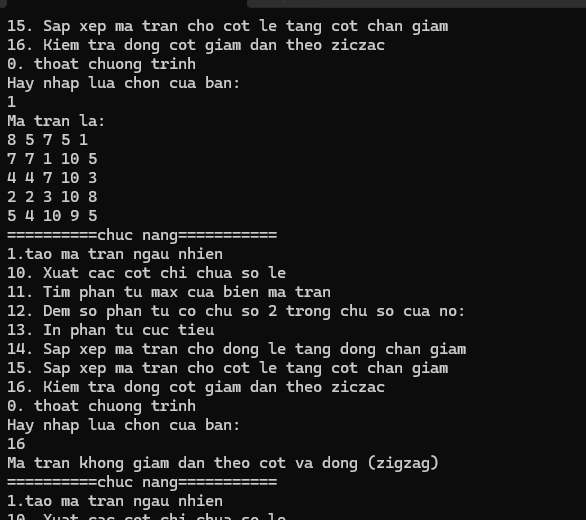 15. Sap xep ma tran cho cot le tang cot chan giam
16. Kiem tra dong cot giam dan theo ziczac
0. thoat chuong trinh
Hay nhap lua chon cua ban:
1
Ma tran la:
8 5 7 5 1
7 7 1 10 5
4 4 7 10 3
2 2 3 10 8
5 4 10 9 5
==========chuc nang===========
1.tao ma tran ngau nhien
10. Xuat cac cot chi chua so le
11. Tim phan tu max cua bien ma tran
12. Dem so phan tu co chu so 2 trong chu so cua no:
13. In phan tu cuc tieu
14. Sap xep ma tran cho dong le tang dong chan giam
15. Sap xep ma tran cho cot le tang cot chan giam
16. Kiem tra dong cot giam dan theo ziczac
0. thoat chuong trinh
Hay nhap lua chon cua ban:
16
Ma tran khong giam dan theo cot va dong (zigzag)
==========chuc nang===========
1.tao ma tran ngau nhien
10. Xuat cac cot chi chua so le